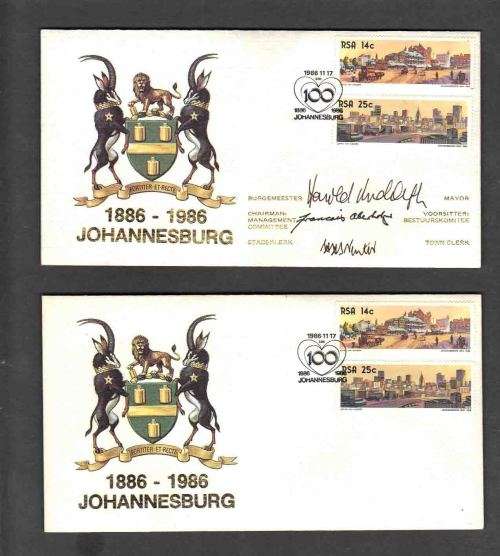 RSA 14c
1986·11·17
100
1886 1986
JOHANNESBURG
RSA 25c
FORTITER·ET·RECTE
1886 - 1986
JOHANNESBURG
BURGEMEESTER MAYOR
CHAIRMAN: VOORSITTER:
MANAGEMENT BESTUURSKOMITEE
COMMITTEE
STADSKLERK TOWN CLERK
RSA 14c
1986·11·17
100
1886 1986
JOHANNESBURG
RSA 25c
FORTITER·ET·RECTE
1886 - 1986
JOHANNESBURG